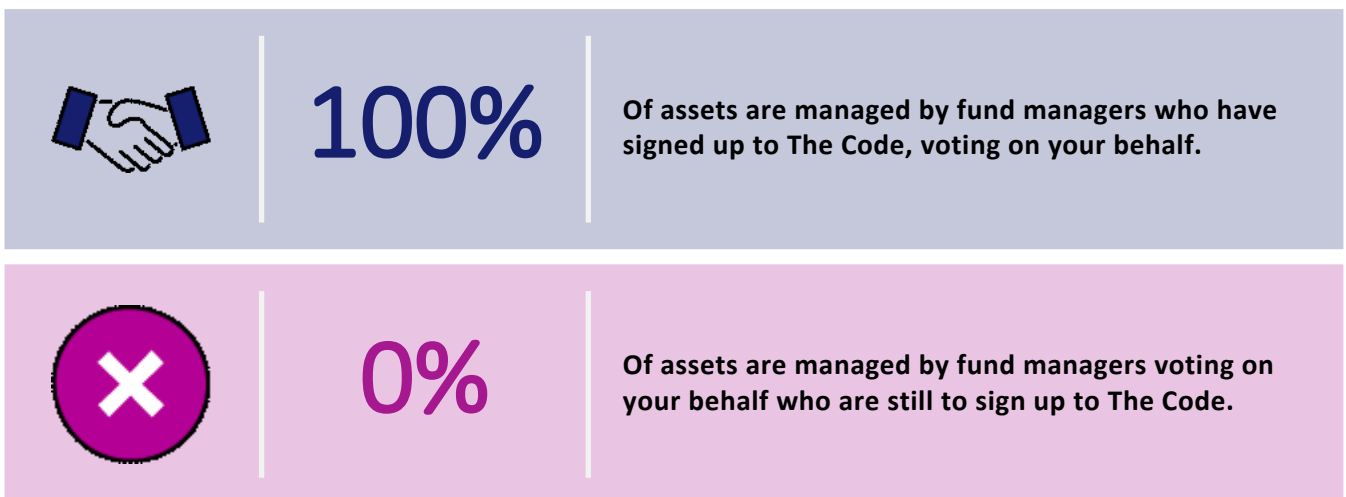 100%
Of assets are managed by fund managers who have
signed up to The Code, voting on your behalf.
0%
Of assets are managed by fund managers voting on
your behalf who are still to sign up to The Code.